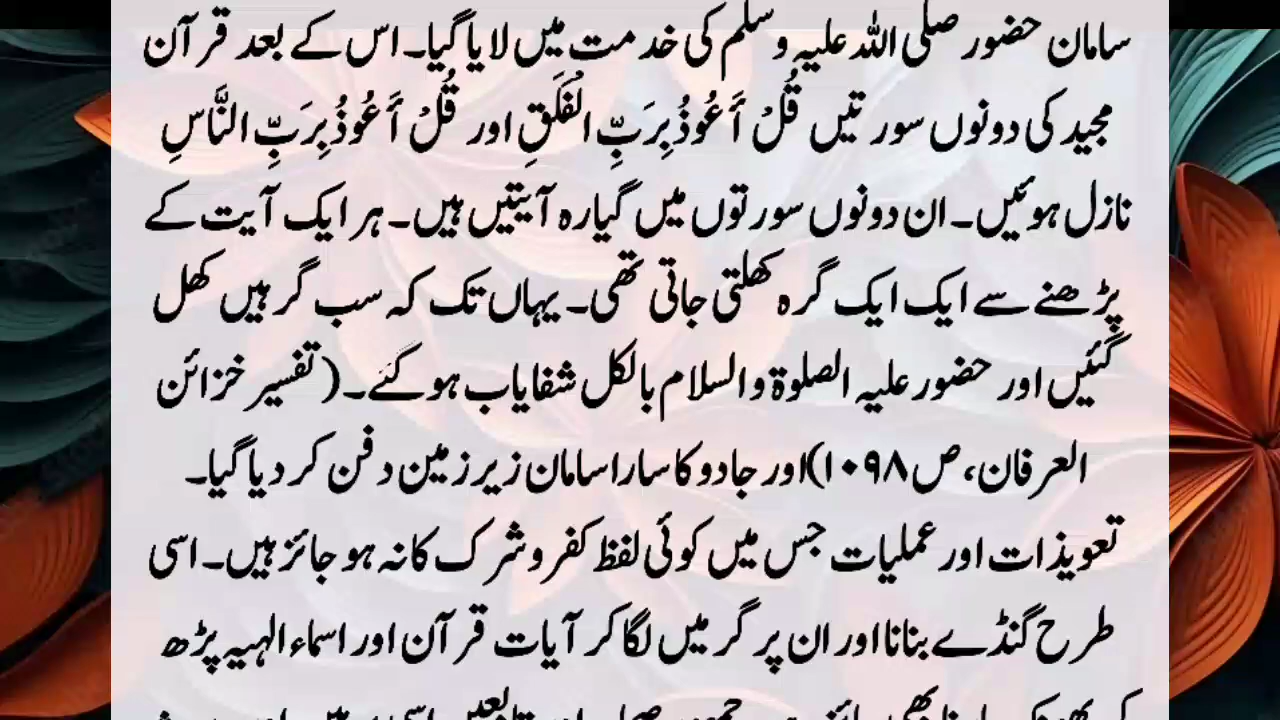 سامان حضور صلی اللہ علیہ وسلم کی خدمت میں لایا گیا۔ اس کے بعد قرآن
مجید کی دونوں سورتیں قُلْ أَعُوذُ بِرَبِّ الْفَلَقِ اور قُلْ أَعُوذُ بِرَبِّ النَّاسِ
نازل ہوئیں۔ ان دونوں سورتوں میں گیارہ آیتیں ہیں۔ ہر ایک آیت کے
پڑھنے سے ایک ایک گرہ کھلتی جاتی تھی۔ یہاں تک کہ سب گرہیں کھل
گئیں اور حضور علیہ الصلوۃ والسلام بالکل شفایاب ہوگئے۔ (تفسیر خزائن
العرفان، ص ۱۰۹۸) اور جادو کا سارا سامان زیر زمین دفن کر دیا گیا۔
تعویذات اور عملیات جس میں کوئی لفظ کفر و شرک کا نہ ہو جائز ہیں۔ اسی
طرح گنڈے بنانا اور ان پر گر میں لگا کر آیات قرآن اور اسماء الہیہ پڑھ